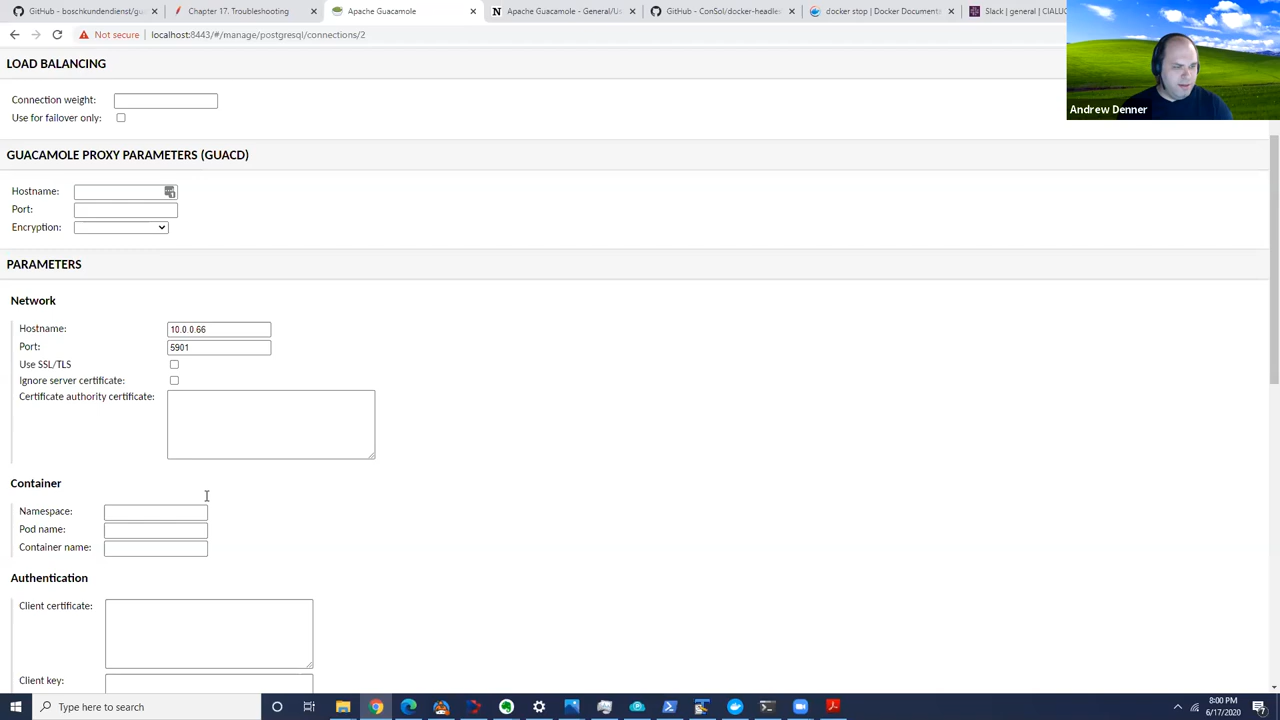 GitHub - boschkundendienst/gu
Chapter 17. Troubleshooting
Apache Guacamole
Apache Guacamole - General/Us
GitHub - ConSol/docker-headle
docker stop | Docker Document
Slack | general | CIALUG
Not secure
localhost:8443/#/manage/postgresql/connections/2
Andrew Denner
LOAD BALANCING
Connection weight:
Use for failover only:
GUACAMOLE PROXY PARAMETERS (GUACD)
Hostname:
Port:
Encryption:
PARAMETERS
Network
Hostname: 10.0.0.66
Port: 5901
Use SSL/TLS
Ignore server certificate:
Certificate authority certificate:
Container
Namespace:
Pod name:
Container name:
Authentication
Client certificate:
Client key:
Type here to search
8:00 PM
6/17/2020